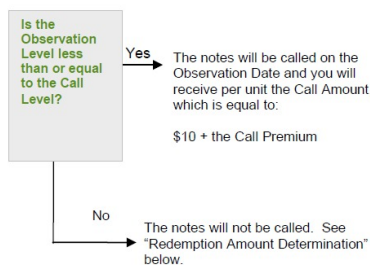 Is the
Observation
Level less
than or equal
to the Call
Level?
Yes
The notes will be called on the
Observation Date and you will
receive per unit the Call Amount
which is equal to:
$10 + the Call Premium
No
The notes will not be called.  See
“Redemption Amount Determination”
below.